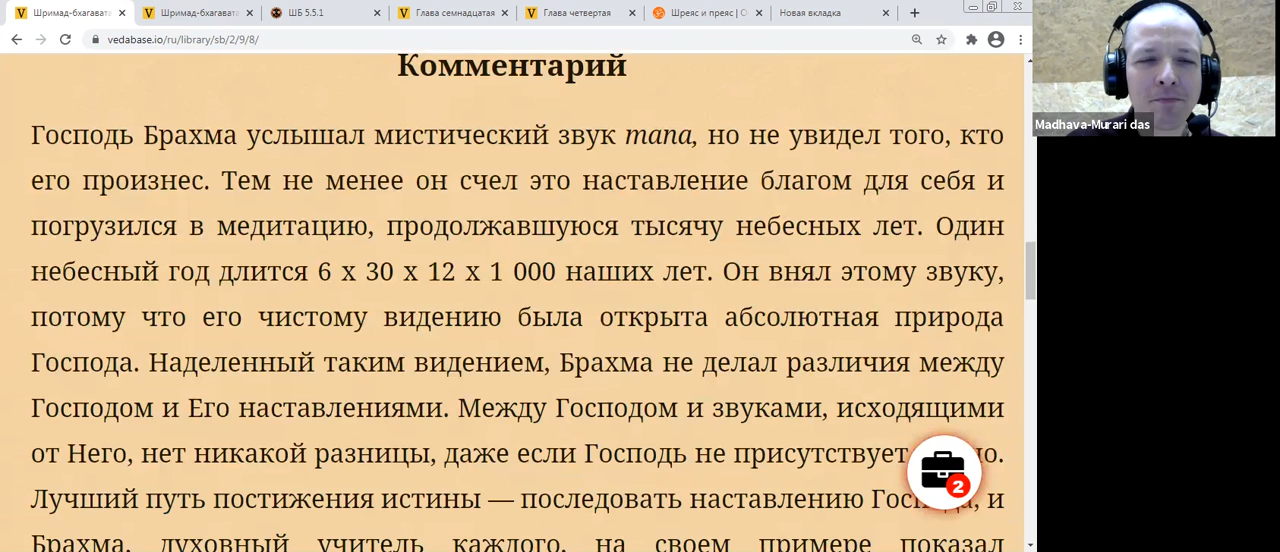 Шримад-бхагавата
Шримад-бхагавата
ШБ 5.5.1
Глава семнадцатая
Глава четвертая
Шреяс и преяс | О
Новая вкладка
vedabase.io/ru/library/sb/2/9/8/
Madhava-Murari das
Комментарий
Господь Брахма услышал мистический звук тапа, но не увидел того, кто
его произнес. Тем не менее он счел это наставление благом для себя и
погрузился в медитацию, продолжавшуюся тысячу небесных лет. Один
небесный год длится 6 x 30 x 12 x 1 000 наших лет. Он внял этому звуку,
потому что его чистому видению была открыта абсолютная природа
Господа. Наделенный таким видением, Брахма не делал различия между
Господом и Его наставлениями. Между Господом и звуками, исходящими
от Него, нет никакой разницы, даже если Господь не присутствует
2
Лучший путь постижения истины — последовать наставлению и
Брахма, духовный учитель каждого, на своем примере показал